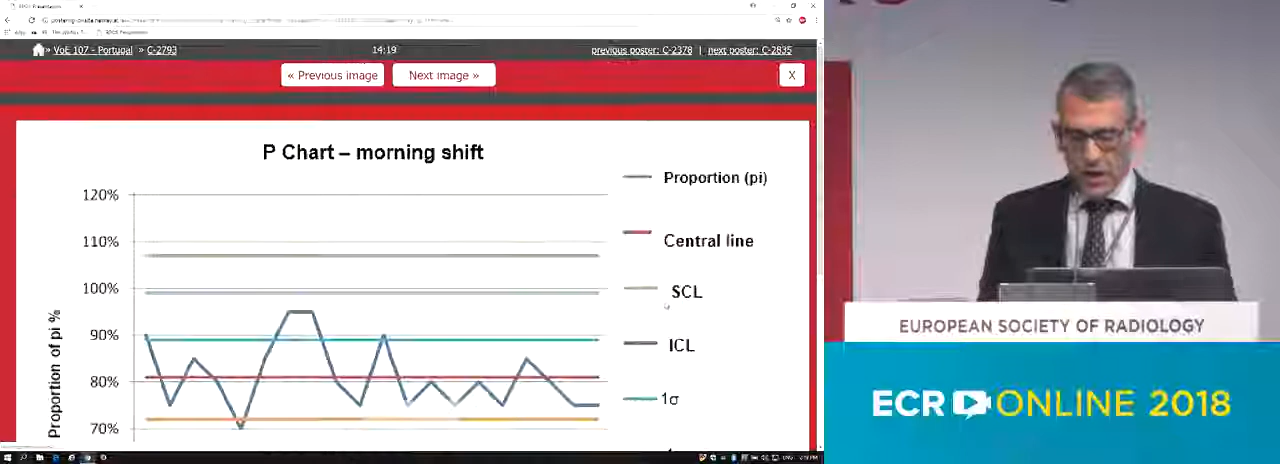 VoE 107 - Portugal » C-2793
14:19
previous poster: C-2378 | next poster: C-2835
« Previous image
Next image »
X
P Chart – morning shift
Proportion (pi)
Central line
SCL
ICL
1σ
120%
110%
100%
90%
80%
70%
Proportion of pi %
EUROPEAN SOCIETY OF RADIOLOGY
ECR ONLINE 2018